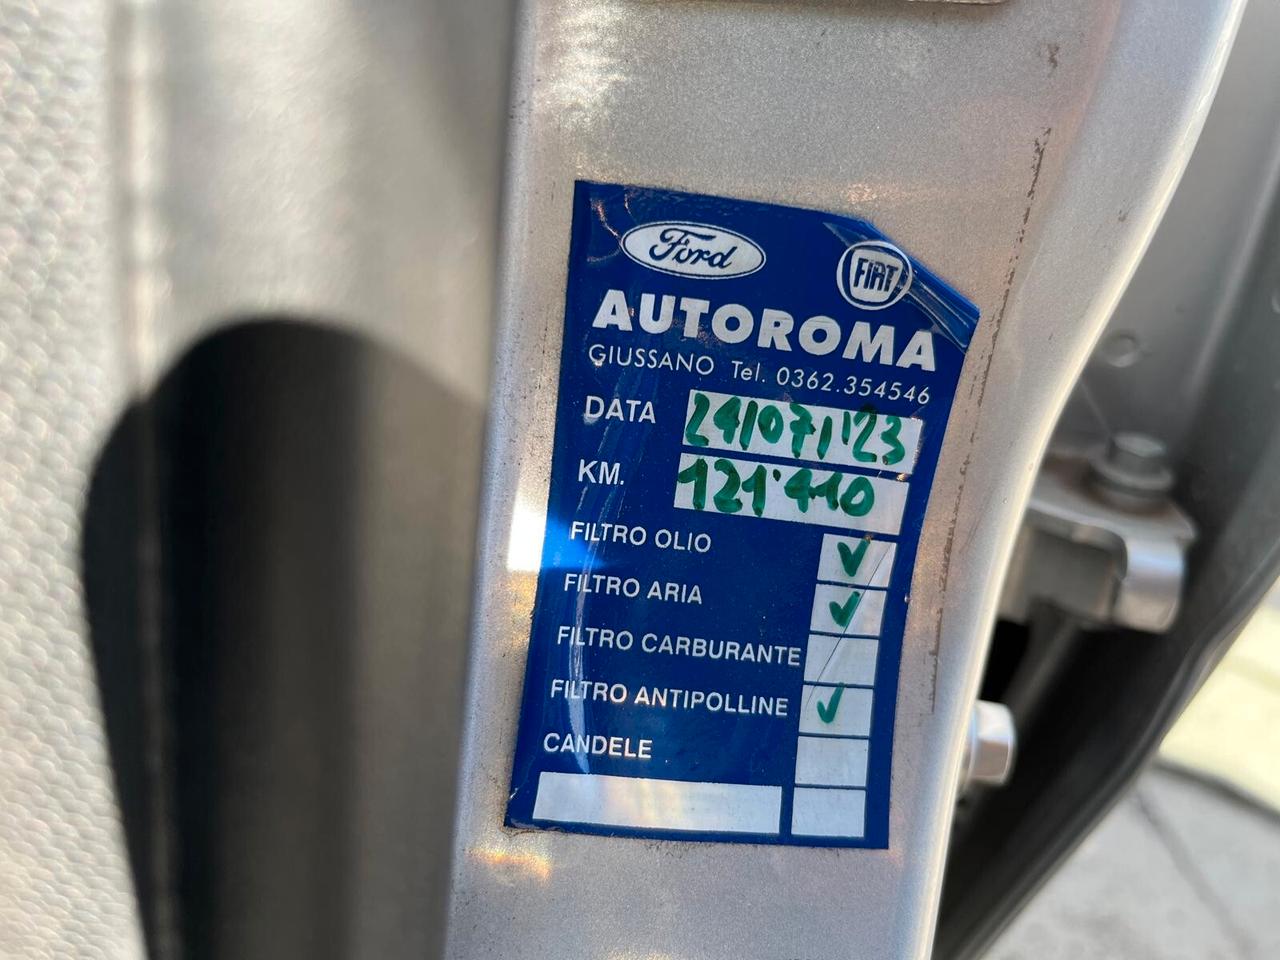 Ford FIAT
AUTOROMA
GIUSSANO Tel. 0362.354546
DATA 24/07/'23
KM. 121'410
FILTRO OLIO ✓
FILTRO ARIA ✓
FILTRO CARBURANTE
FILTRO ANTIPOLLINE ✓
CANDELE